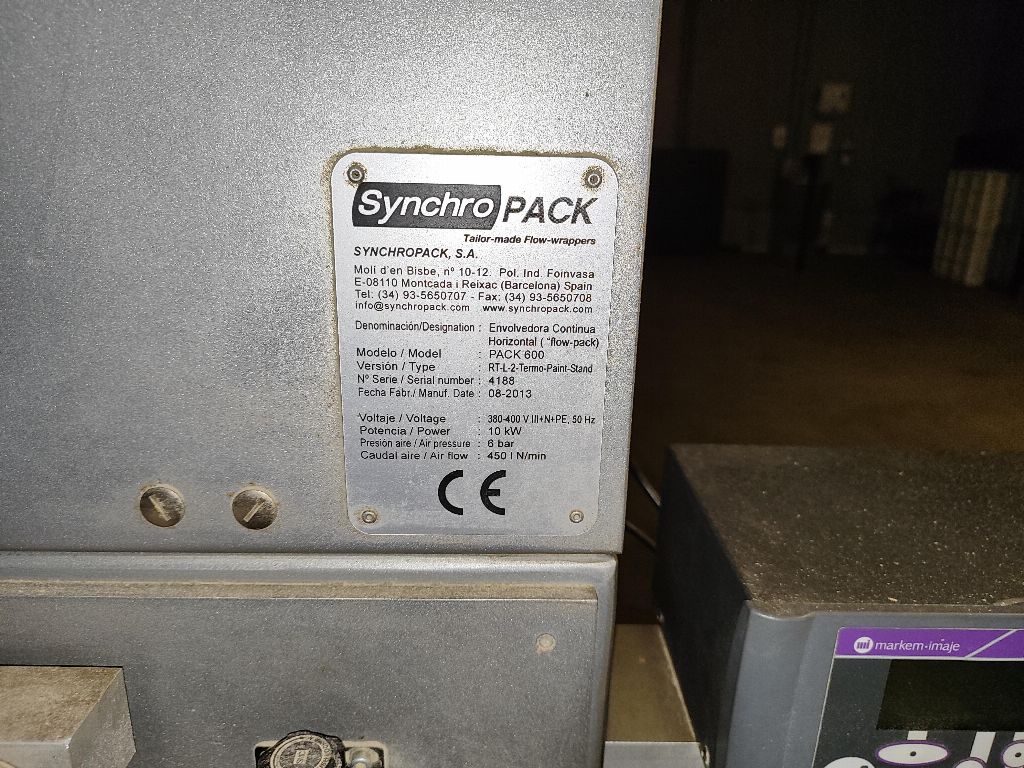 Synchro PACK
Tailor-made Flow-wrappers
SYNCHROPACK, S.A.
Molí d'en Bisbe, nº 10-12. Pol. Ind. Foinvasa
E-08110 Montcada i Reixac (Barcelona) Spain
Tel: (34) 93-5650707 - Fax: (34) 93-5650708
info@synchropack.com www.synchropack.com
Denominación/Designation : Envolvedora Continua
Horizontal ( "flow-pack)
Modelo / Model : PACK 600
Versión / Type : RT-L-2-Termo-Paint-Stand
Nº Serie / Serial number : 4188
Fecha Fabr./ Manuf. Date : 08-2013
Voltaje / Voltage : 380-400 V III+N+PE, 50 Hz
Potencia / Power : 10 kW
Presion aire / Air pressure : 6 bar
Caudal aire / Air flow : 450 l N/min
CE
mi markem-imaje